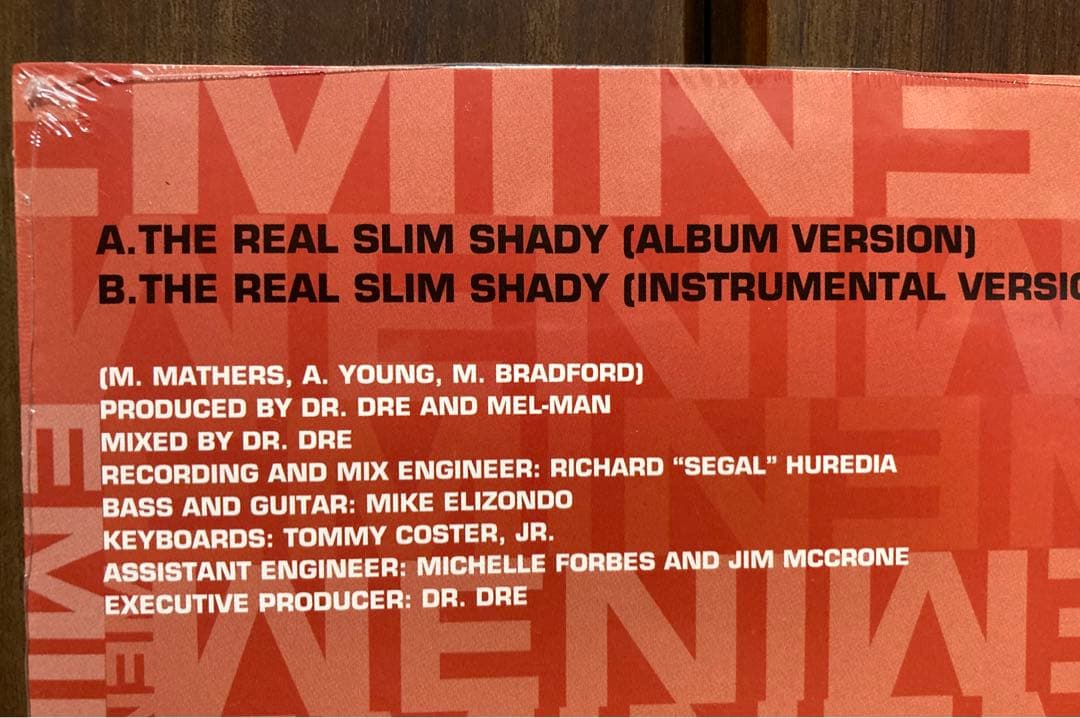 A.THE REAL SLIM SHADY (ALBUM VERSION)
B.THE REAL SLIM SHADY (INSTRUMENTAL
(M. MATHERS, A. YOUNG, M. BRADFORD)
PRODUCED BY DR. DRE AND MEL-MAN
MIXED BY DR. DRE
RECORDING AND MIX ENGINEER: RICHARD “SEGAL” HUREDIA
BASS AND GUITAR: MIKE ELIZONDO
KEYBOARDS: TOMMY COSTER, JR.
ASSISTANT ENGINEER: MICHELLE FORBES AND JIM MCCRONE
EXECUTIVE PRODUCER: DR. DRE